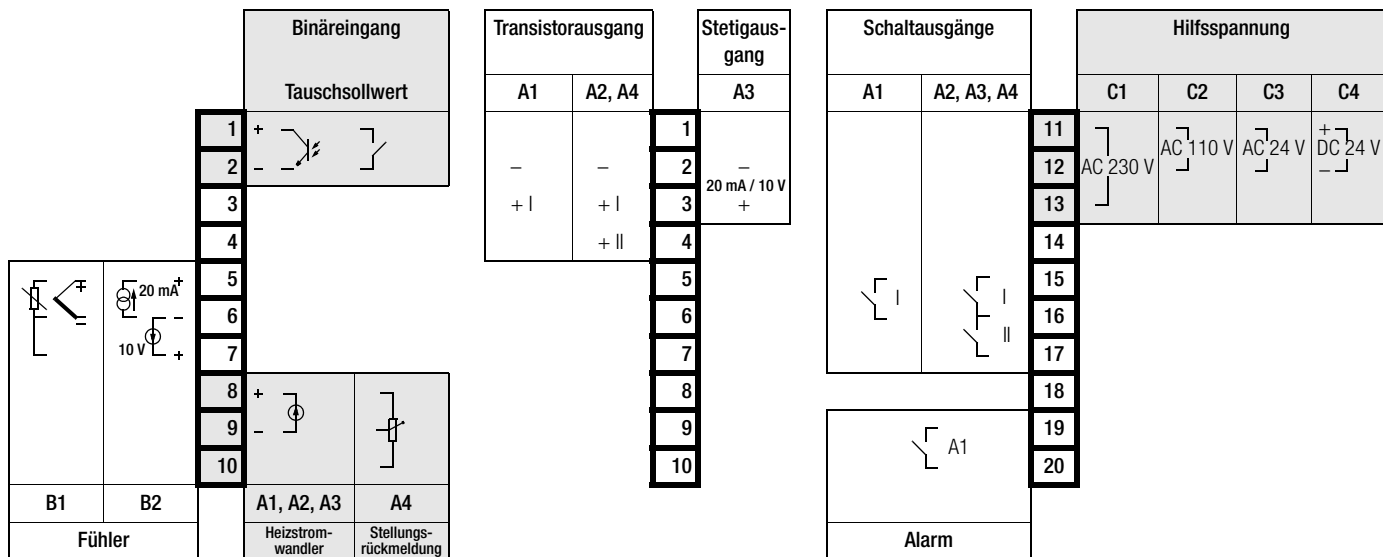 Binäreingang
Tauschsollwert
1
+
2
–
3
4
5
6
7
8
+
9
–
10
+
–
20 mA
+
–
10 V
+
B1
B2
Fühler
A1, A2, A3
A4
Heizstrom-
wandler
Stellungs-
rückmeldung
Transistorausgang
A1
A2, A4
–
–
+ I
+ I
+ II
1
2
3
4
5
6
7
8
9
10
Stetigaus-
gang
A3
–
20 mA / 10 V
+
Schaltausgänge
A1
A2, A3, A4
I
I
II
A1
Alarm
11
12
13
14
15
16
17
18
19
20
Hilfsspannung
C1
C2
C3
C4
AC 230 V
AC 110 V
AC 24 V
+
DC 24 V
–